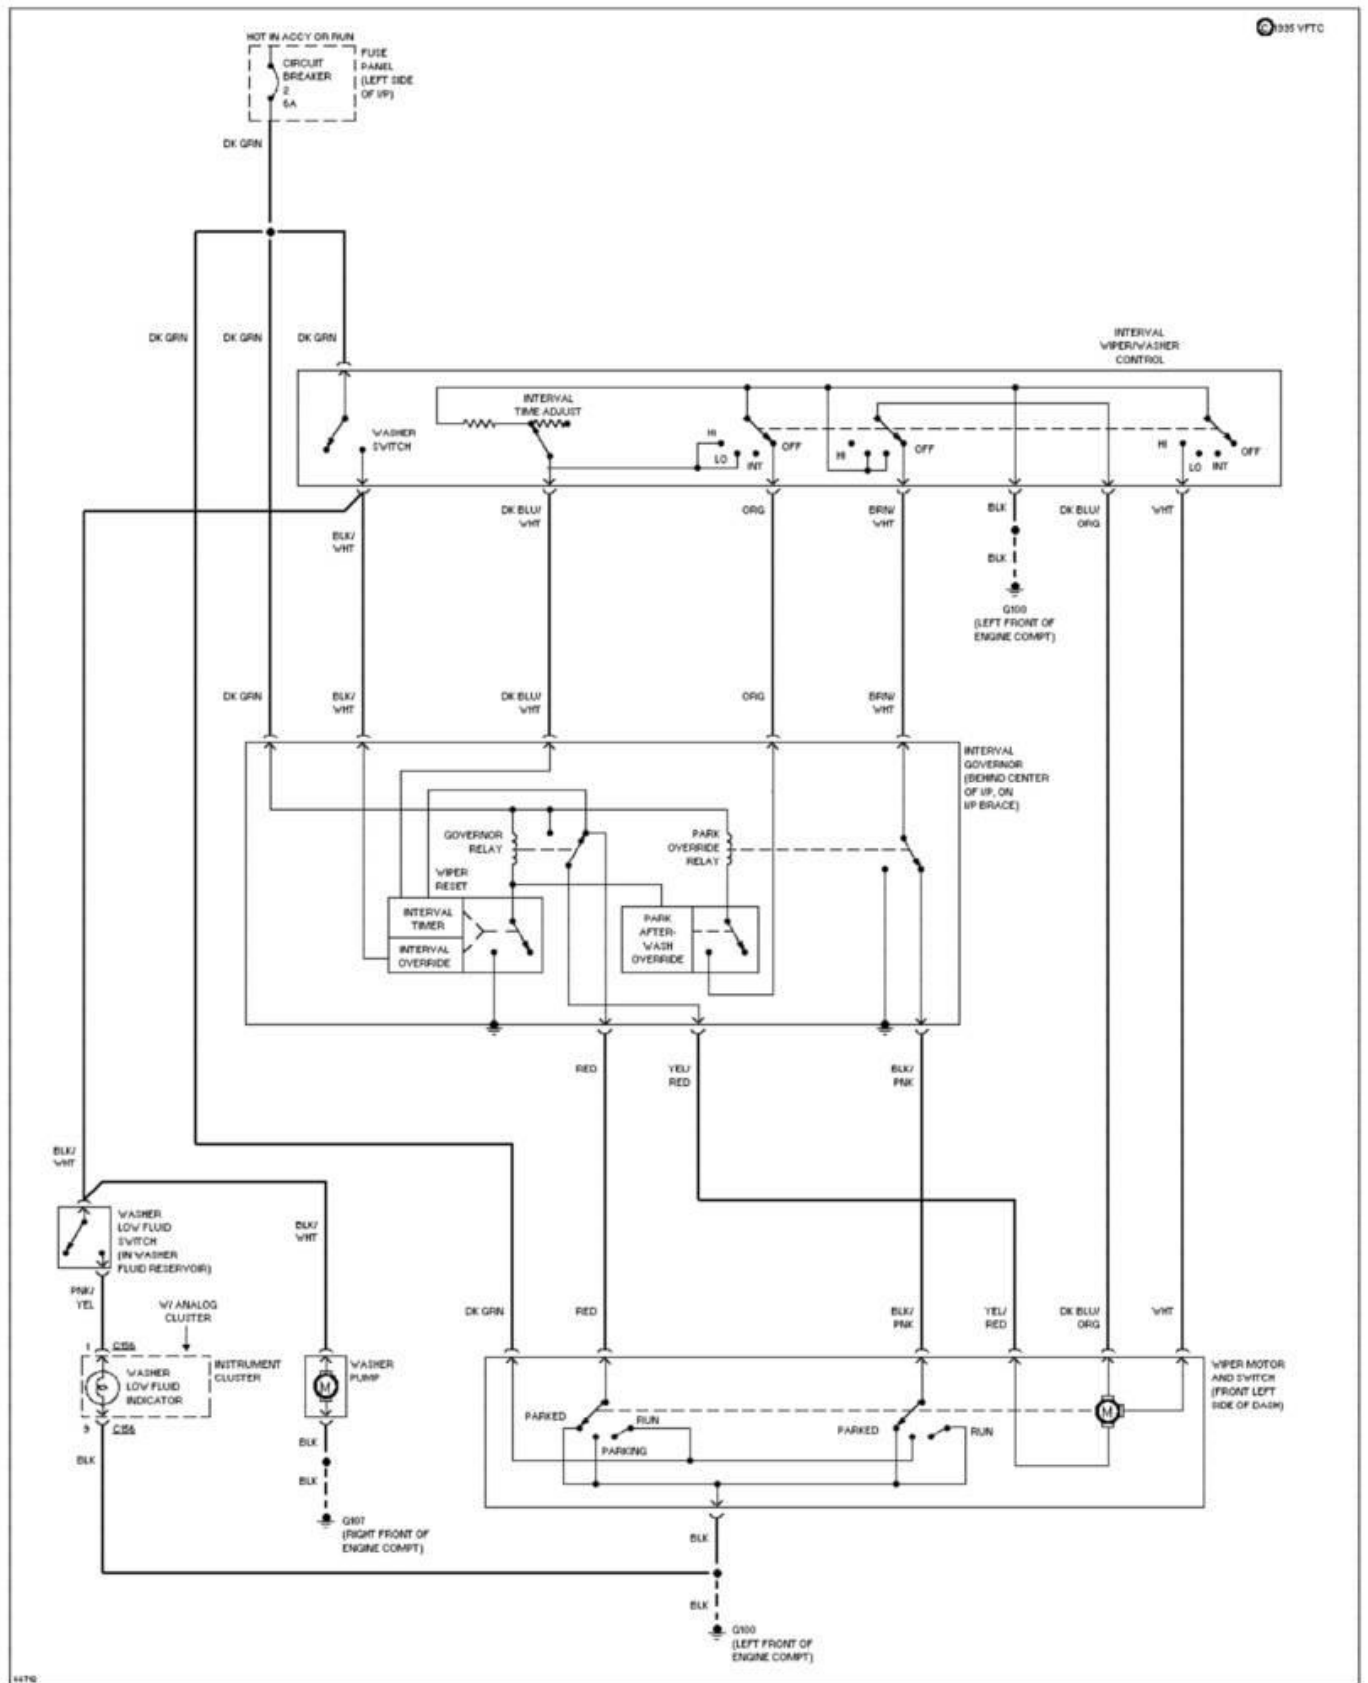 © 1995 VFTC
HOT IN ACCY OR RUN
CIRCUIT
BREAKER
2
6A
FUSE
PANEL
(LEFT SIDE
OF I/P)
DK GRN
DK GRN
DK GRN
DK GRN
INTERVAL
WIPER/WASHER
CONTROL
WASHER
SWITCH
INTERVAL
TIME ADJUST
HI
LO
INT
OFF
HI
OFF
HI
LO
INT
OFF
BLK/
WHT
DK BLU/
WHT
ORG
BRN/
WHT
BLK
DK BLU/
ORG
WHT
BLK
G100
(LEFT FRONT OF
ENGINE COMPT)
DK GRN
BLK/
WHT
DK BLU/
WHT
ORG
BRN/
WHT
INTERVAL
GOVERNOR
(BEHIND CENTER
OF I/P, ON
I/P BRACE)
GOVERNOR
RELAY
PARK
OVERRIDE
RELAY
WIPER
RESET
INTERVAL
TIMER
INTERVAL
OVERRIDE
PARK
AFTER-
WASH
OVERRIDE
RED
YEL/
RED
BLK/
PNK
BLK/
WHT
WASHER
LOW FLUID
SWITCH
(IN WASHER
FLUID RESERVOIR)
BLK/
WHT
PNK/
YEL
W/ ANALOG
CLUSTER
DK GRN
RED
BLK/
PNK
YEL/
RED
DK BLU/
ORG
WHT
1 C156
WASHER
LOW FLUID
INDICATOR
INSTRUMENT
CLUSTER
9 C156
M
WASHER
PUMP
WIPER MOTOR
AND SWITCH
(FRONT LEFT
SIDE OF DASH)
PARKED
RUN
PARKING
PARKED
RUN
M
BLK
BLK
BLK
G107
(RIGHT FRONT OF
ENGINE COMPT)
BLK
BLK
G100
(LEFT FRONT OF
ENGINE COMPT)